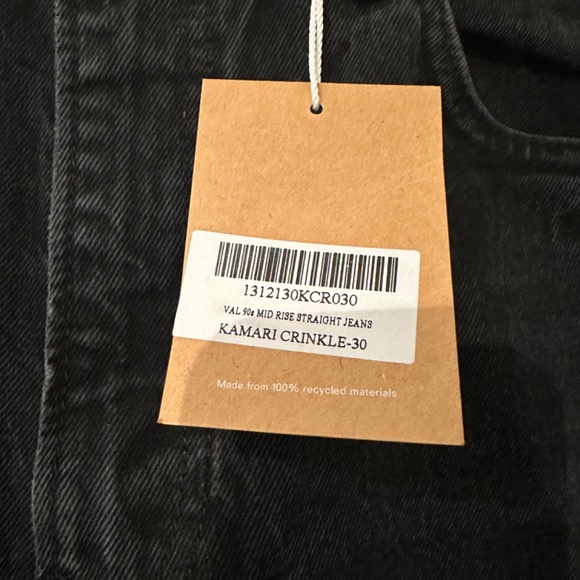 1312130KCR030
VAL 90s MID RISE STRAIGHT JEANS
KAMARI CRINKLE-30
Made from 100% recycled materials